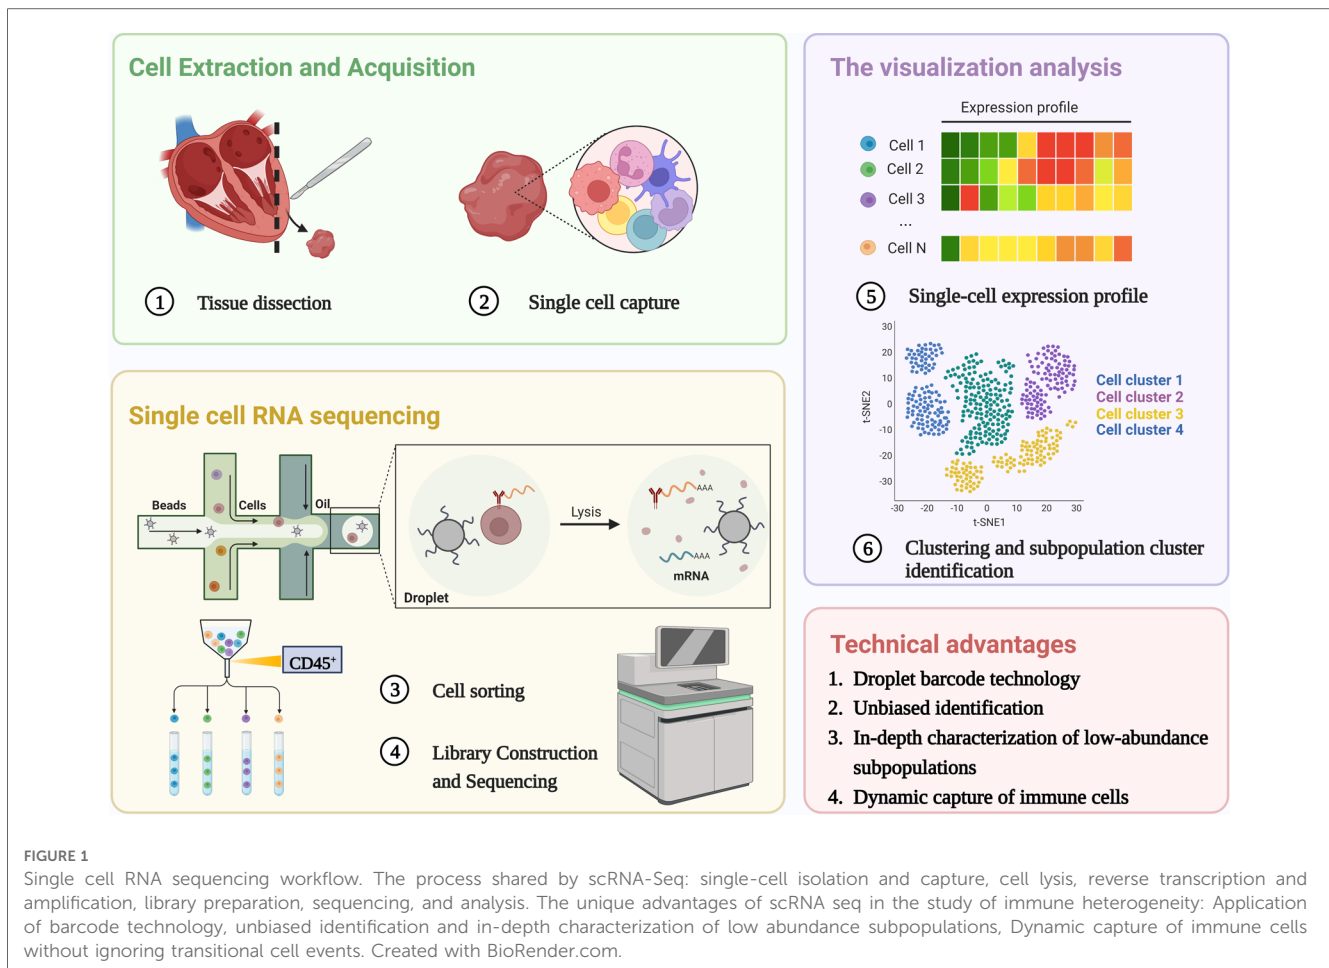 Cell Extraction and Acquisition
1 Tissue dissection
2 Single cell capture
Single cell RNA sequencing
Beads
Cells
Oil
Droplet
Lysis
AAA
AAA
mRNA
CD45+
3 Cell sorting
4 Library Construction
and Sequencing
The visualization analysis
Expression profile
Cell 1
Cell 2
Cell 3
...
Cell N
5 Single-cell expression profile
30
20
10
0
-10
-20
-30
t-SNE2
-30 -20 -10 0 10 20 30
t-SNE1
Cell cluster 1
Cell cluster 2
Cell cluster 3
Cell cluster 4
6 Clustering and subpopulation cluster
identification
Technical advantages
1. Droplet barcode technology
2. Unbiased identification
3. In-depth characterization of low-abundance
subpopulations
4. Dynamic capture of immune cells
FIGURE 1
Single cell RNA sequencing workflow. The process shared by scRNA-Seq: single-cell isolation and capture, cell lysis, reverse transcription and
amplification, library preparation, sequencing, and analysis. The unique advantages of scRNA seq in the study of immune heterogeneity: Application
of barcode technology, unbiased identification and in-depth characterization of low abundance subpopulations, Dynamic capture of immune cells
without ignoring transitional cell events. Created with BioRender.com.